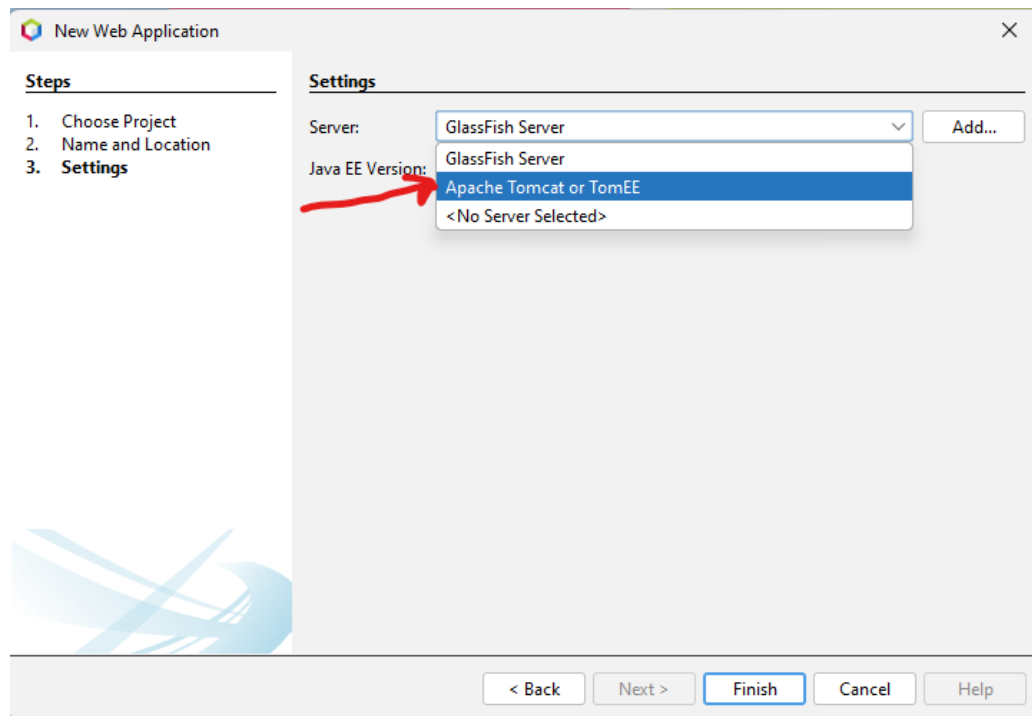 New Web Application
Steps
1. Choose Project
2. Name and Location
3. Settings
Settings
Server: GlassFish Server Add...
Java EE Version:
GlassFish Server
Apache Tomcat or TomEE
<No Server Selected>
< Back Next > Finish Cancel Help